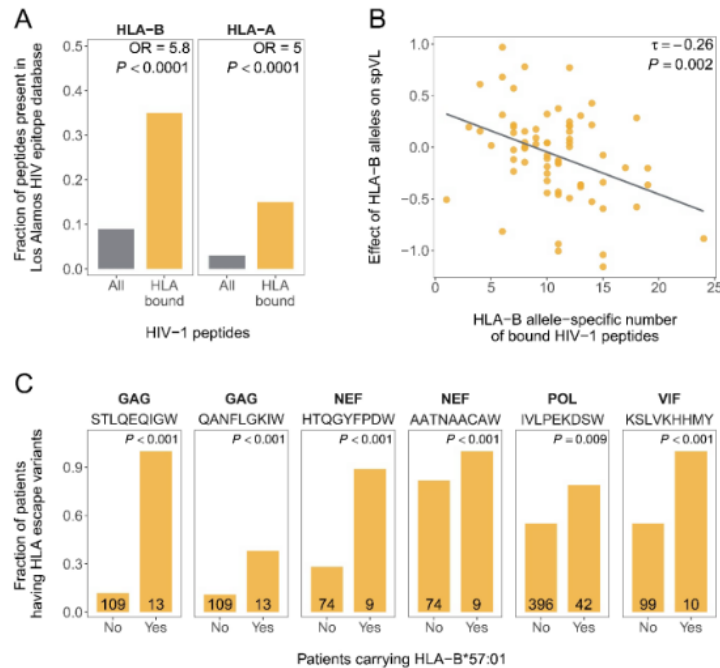 A
HLA−B
HLA−A
OR = 5.8
P < 0.0001
OR = 5
P < 0.0001
Fraction of peptides present in
Los Alamos HIV epitope database
0.5
0.4
0.3
0.2
0.1
0.0
All
HLA
bound
All
HLA
bound
HIV−1 peptides
B
τ = −0.26
P = 0.002
Effect of HLA−B alleles on spVL
1.0
0.5
0.0
−0.5
−1.0
0 5 10 15 20 25
HLA−B allele−specific number
of bound HIV−1 peptides
C
GAG GAG NEF NEF POL VIF
STLQEQIGW QANFLGKIW HTQGYFPDW AATNAACAW IVLPEKDSW KSLVKHHMY
P < 0.001 P < 0.001 P < 0.001 P < 0.001 P = 0.009 P < 0.001
Fraction of patients
having HLA escape variants
0.9
0.6
0.3
0.0
109 13 109 13 74 9 74 9 396 42 99 10
No Yes No Yes No Yes No Yes No Yes No Yes
Patients carrying HLA−B*57:01